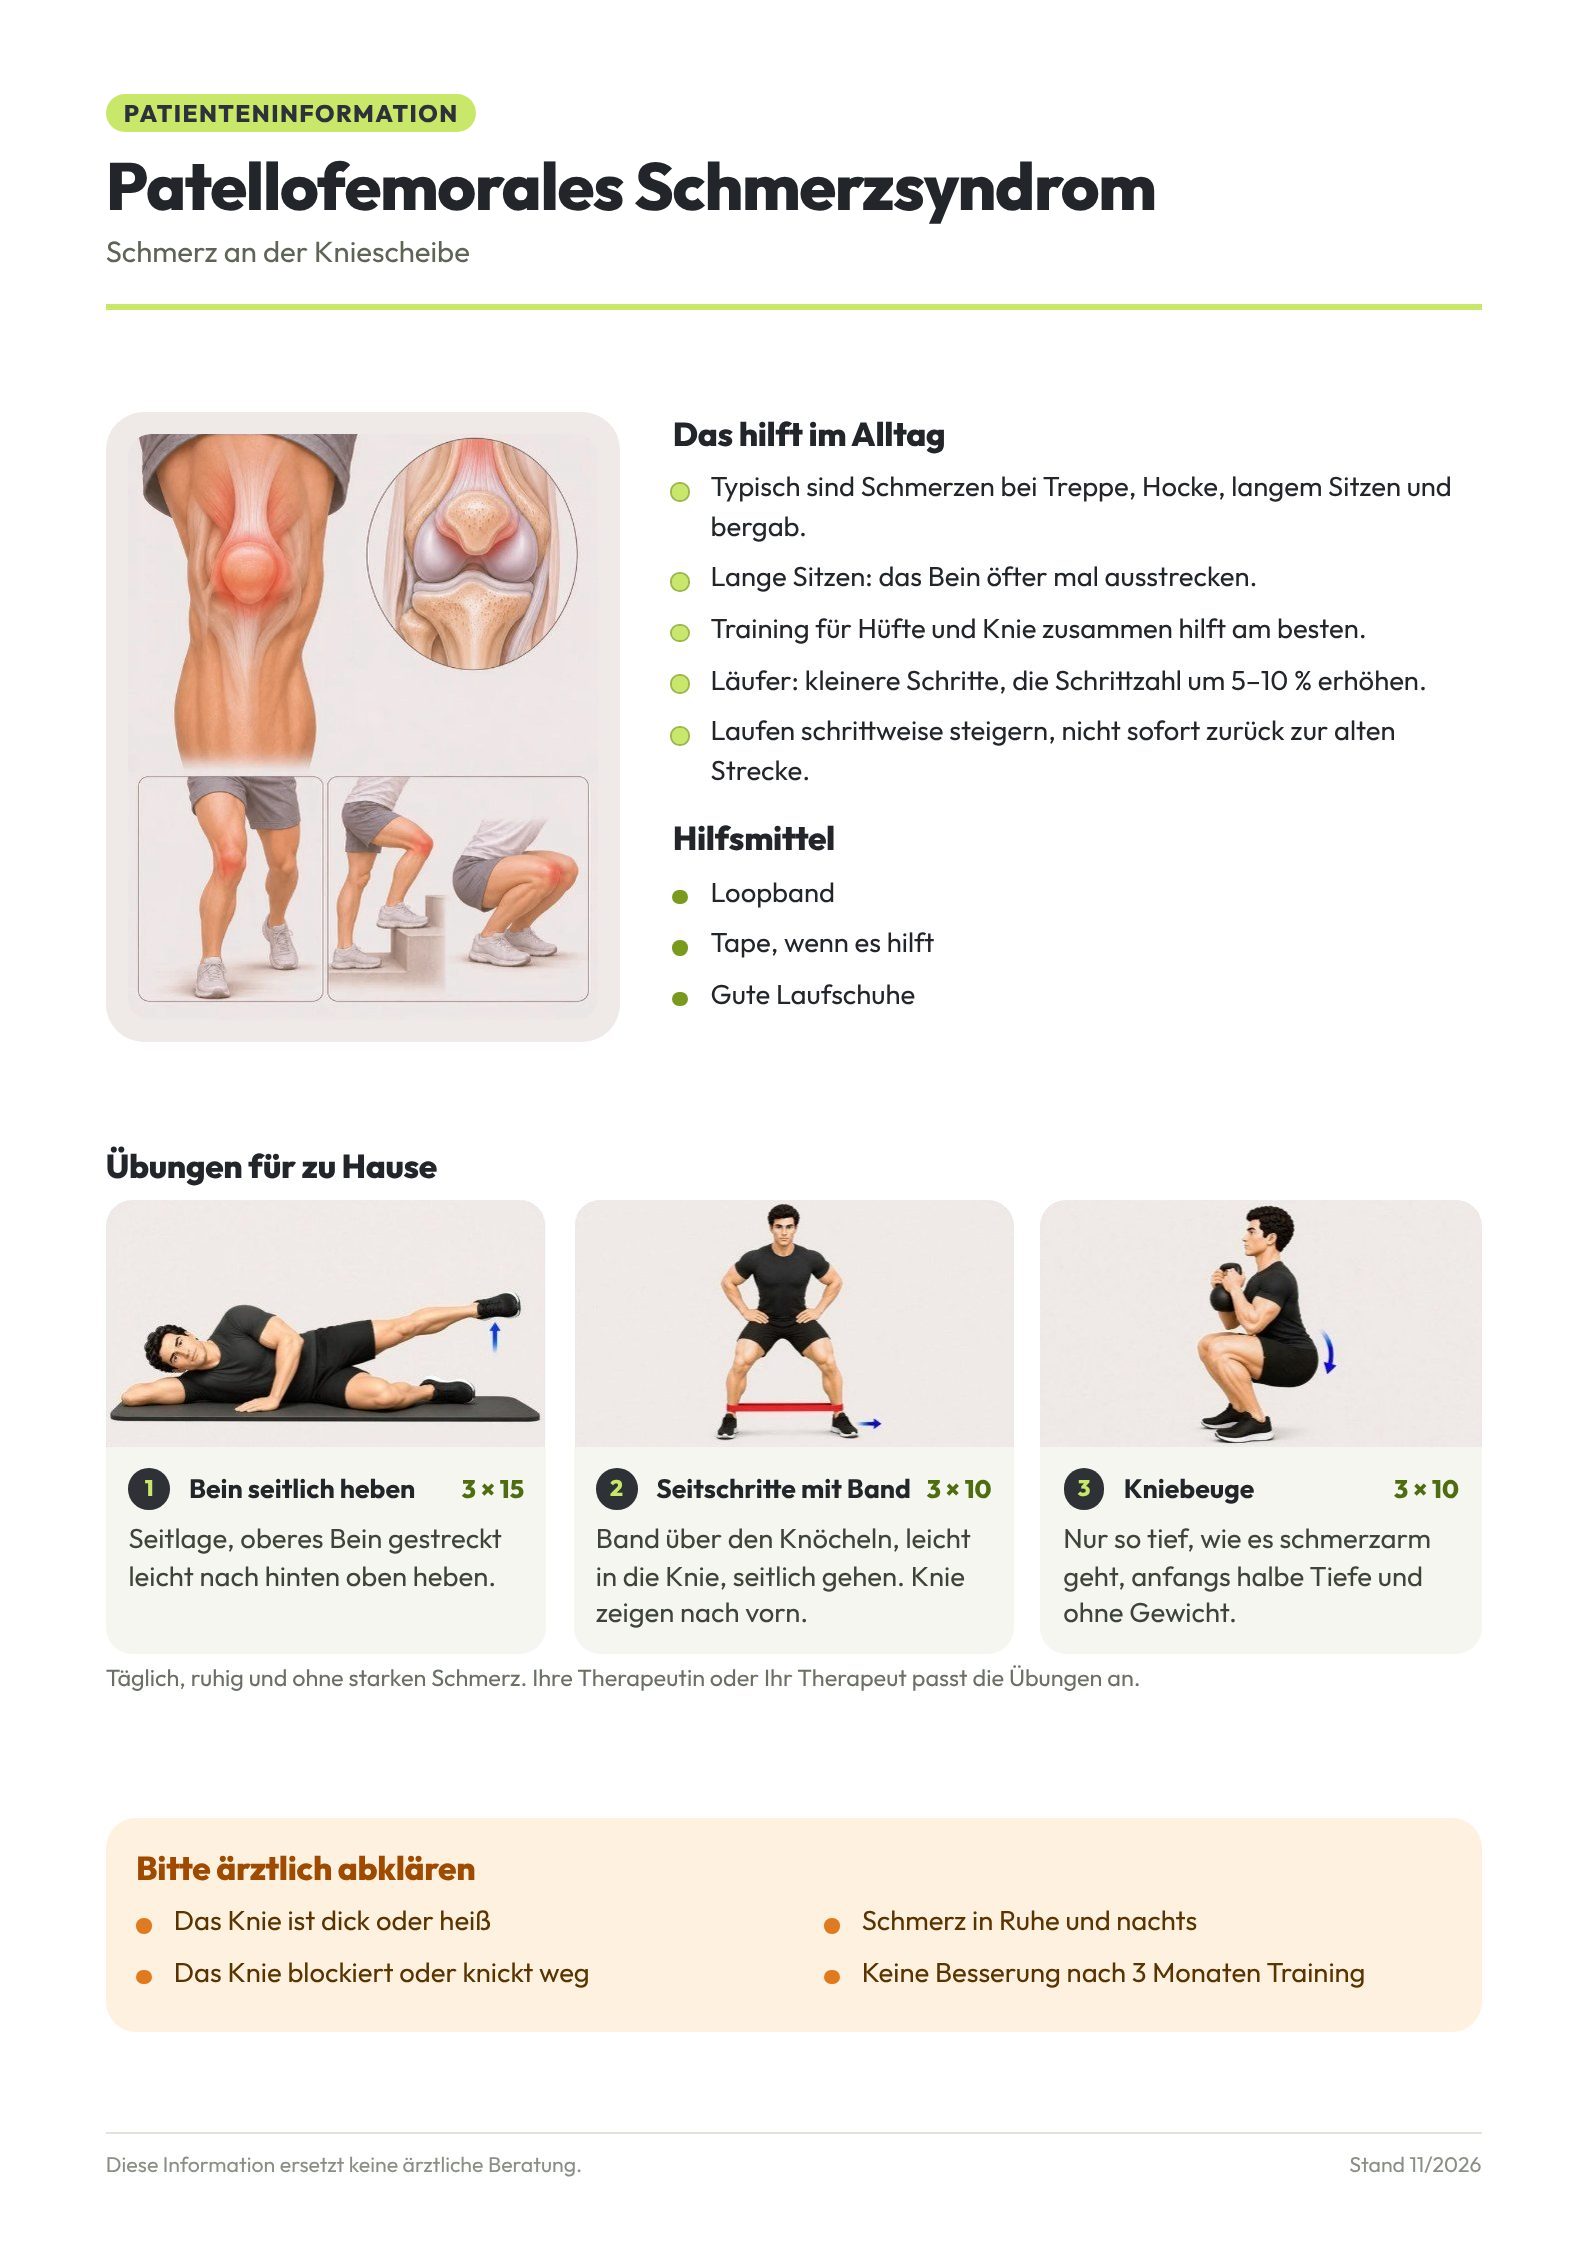 PATIENTENINFORMATION
Patellofemorales Schmerzsyndrom
Schmerz an der Kniescheibe
Das hilft im Alltag
Typisch sind Schmerzen bei Treppe, Hocke, langem Sitzen und
bergab.
Lange Sitzen: das Bein öfter mal ausstrecken.
Training für Hüfte und Knie zusammen hilft am besten.
Läufer: kleinere Schritte, die Schrittzahl um 5–10 % erhöhen.
Laufen schrittweise steigern, nicht sofort zurück zur alten
Strecke.
Hilfsmittel
Loopband
Tape, wenn es hilft
Gute Laufschuhe
Übungen für zu Hause
1 Bein seitlich heben 3 × 15
Seitlage, oberes Bein gestreckt
leicht nach hinten oben heben.
2 Seitschritte mit Band 3 × 10
Band über den Knöcheln, leicht
in die Knie, seitlich gehen. Knie
zeigen nach vorn.
3 Kniebeuge 3 × 10
Nur so tief, wie es schmerzarm
geht, anfangs halbe Tiefe und
ohne Gewicht.
Täglich, ruhig und ohne starken Schmerz. Ihre Therapeutin oder Ihr Therapeut passt die Übungen an.
Bitte ärztlich abklären
Das Knie ist dick oder heiß
Das Knie blockiert oder knickt weg
Schmerz in Ruhe und nachts
Keine Besserung nach 3 Monaten Training
Diese Information ersetzt keine ärztliche Beratung.
Stand 11/2026